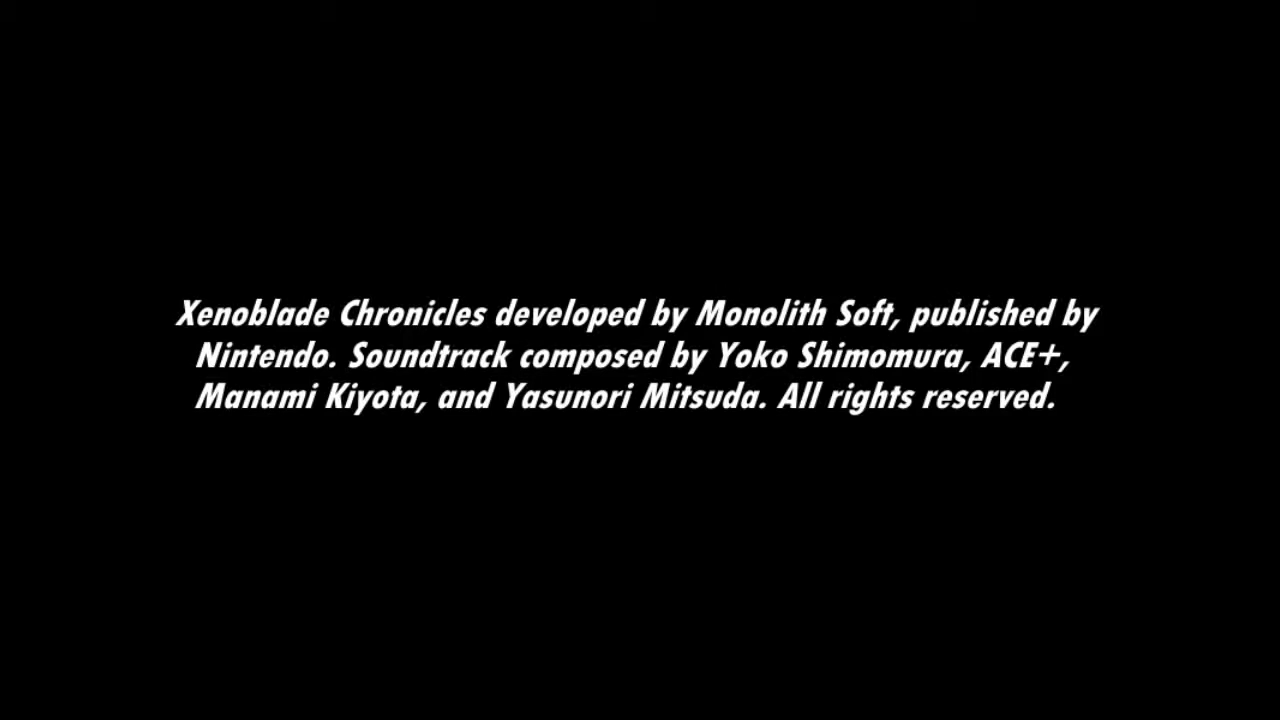 Xenoblade Chronicles developed by Monolith Soft, published by
Nintendo. Soundtrack composed by Yoko Shimomura, ACE+,
Manami Kiyota, and Yasunori Mitsuda. All rights reserved.